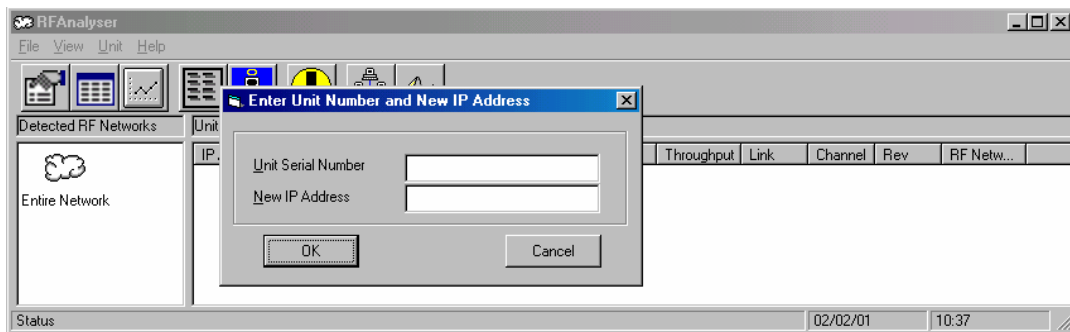 RFAnalyser
File View Unit Help
Enter Unit Number and New IP Address
Detected RF Networks
Unit
IP
Throughput Link Channel Rev RF Netw...
Unit Serial Number
New IP Address
Entire Network
OK Cancel
Status 02/02/01 10:37